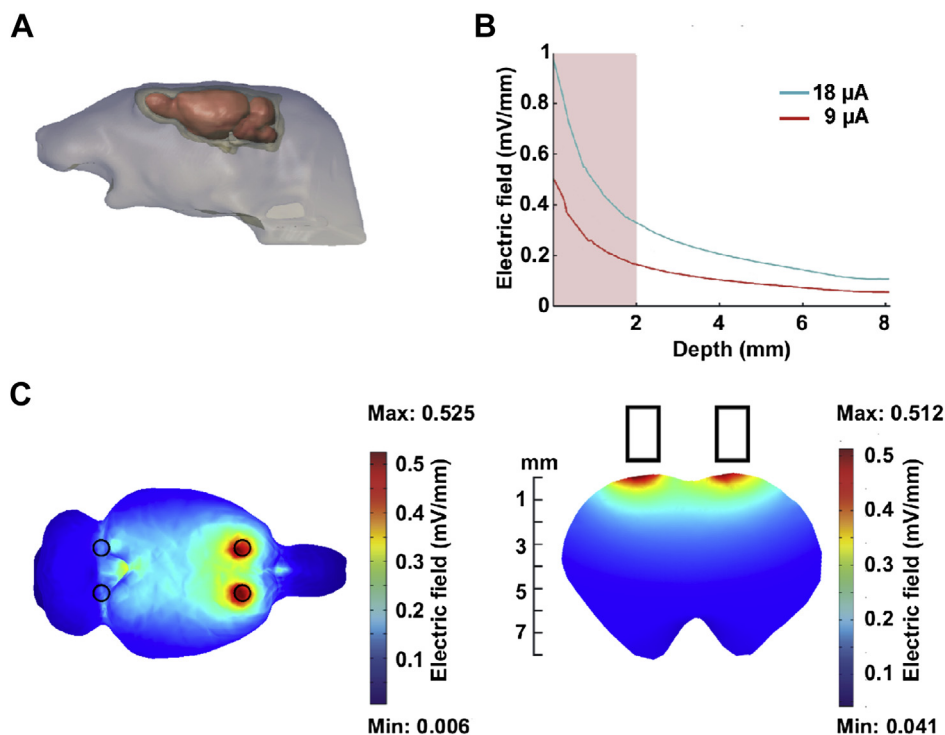 A
B
Electric field (mV/mm)
1
0.8
0.6
0.4
0.2
0
2
4
6
8
Depth (mm)
18 µA
9 µA
C
Max: 0.525
0.5
0.4
0.3
0.2
0.1
Electric field (mV/mm)
Min: 0.006
mm
1
3
5
7
Max: 0.512
0.5
0.4
0.3
0.2
0.1
Electric field (mV/mm)
Min: 0.041